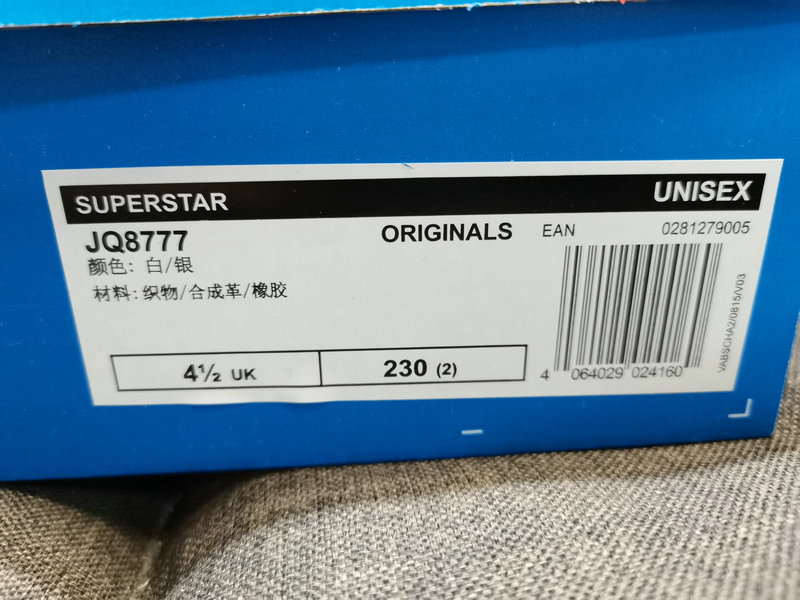 SUPERSTAR UNISEX
JQ8777 ORIGINALS EAN 0281279005
颜色: 白/银
材料: 织物/合成革/橡胶
4½ UK 230 (2)
4 064029 024160
VABSCHA2/0815/V03